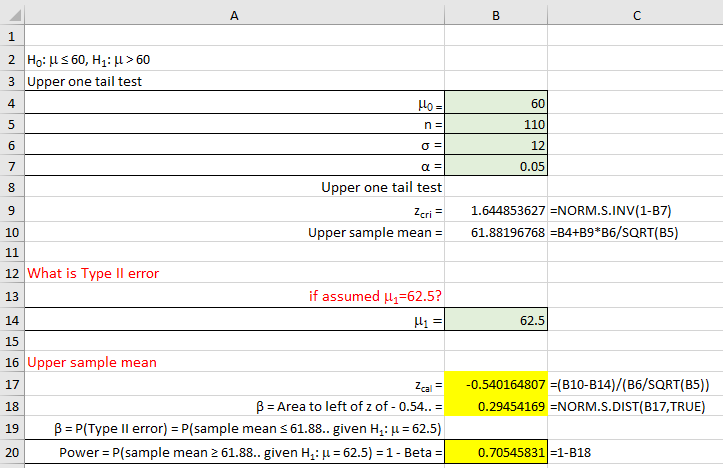 A B C
1
2 H₀: μ ≤ 60, H₁: μ > 60
3 Upper one tail test
4 μ₀ = 60
5 n = 110
6 σ = 12
7 α = 0.05
8 Upper one tail test
9 z_cri = 1.644853627 =NORM.S.INV(1-B7)
10 Upper sample mean = 61.88196768 =B4+B9*B6/SQRT(B5)
11
12 What is Type II error
13 if assumed μ₁=62.5?
14 μ₁ = 62.5
15
16 Upper sample mean
17 z_cal = -0.540164807 =(B10-B14)/(B6/SQRT(B5))
18 β = Area to left of z of - 0.54.. = 0.29454169 =NORM.S.DIST(B17,TRUE)
19 β = P(Type II error) = P(sample mean ≤ 61.88.. given H₁: μ = 62.5)
20 Power = P(sample mean ≥ 61.88.. given H₁: μ = 62.5) = 1 - Beta = 0.70545831 =1-B18